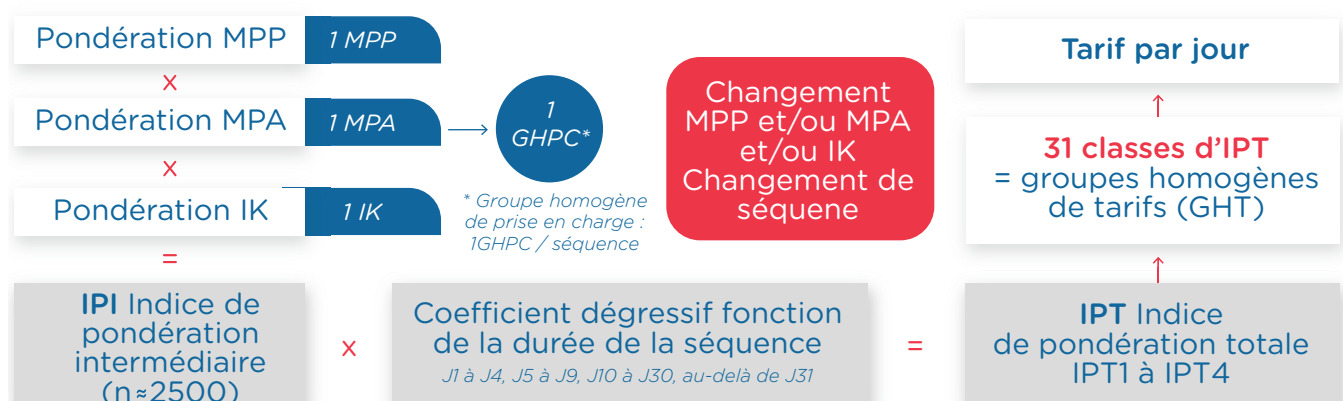 Pondération MPP
1 MPP
x
Pondération MPA
1 MPA
x
Pondération IK
1 IK
=
IPI Indice de
pondération
intermédiaire
(n≈2500)
1
GHPC*
* Groupe homogène
de prise en charge :
1GHPC / séquence
Changement
MPP et/ou MPA
et/ou IK
Changement de
séquene
x
Coefficient dégressif fonction
de la durée de la séquence
J1 à J4, J5 à J9, J10 à J30, au-delà de J31
=
Tarif par jour
31 classes d’IPT
= groupes homogènes
de tarifs (GHT)
IPT Indice
de pondération totale
IPT1 à IPT4